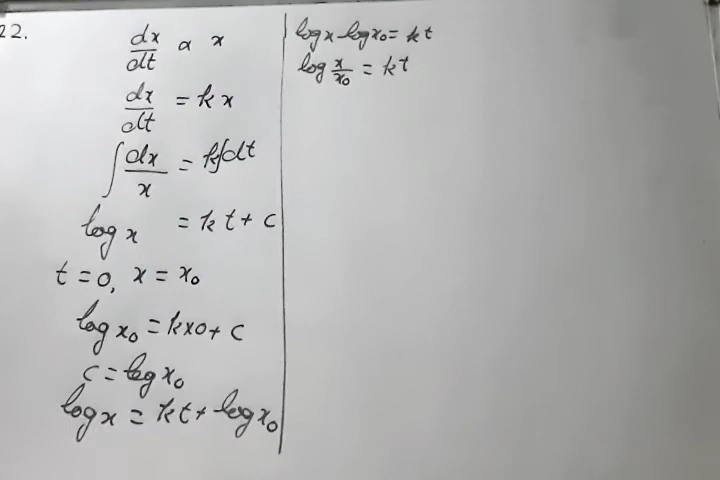 22.
dx/dt ∝ x
dx/dt = kx
∫ dx/x = k∫dt
log x = kt + c
t = 0, x = x₀
log x₀ = k×0 + c
c = log x₀
log x = kt + log x₀
log x - log x₀ = kt
log x/x₀ = kt